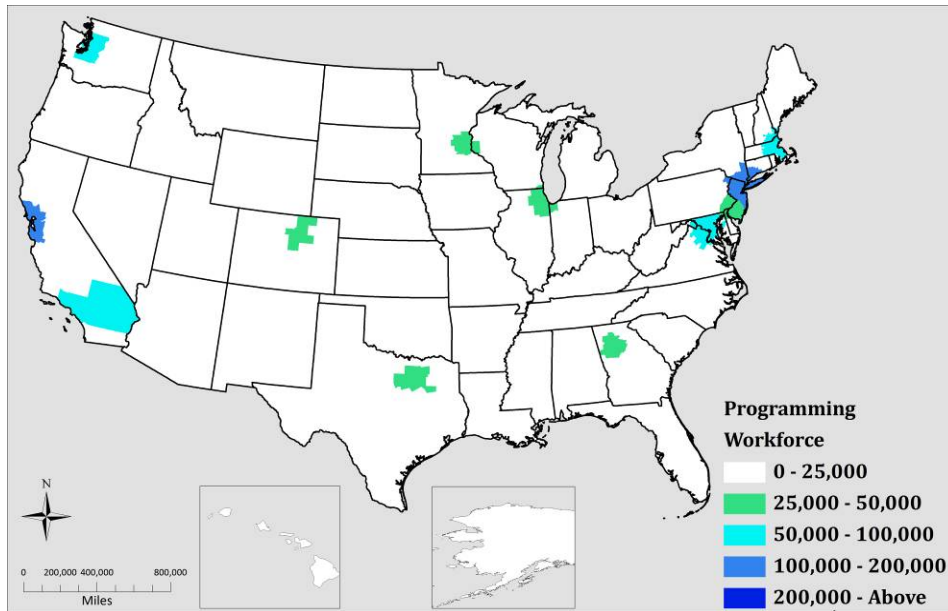 Programming
Workforce
0 - 25,000
25,000 - 50,000
50,000 - 100,000
100,000 - 200,000
200,000 - Above
N
0 200,000 400,000 800,000
Miles